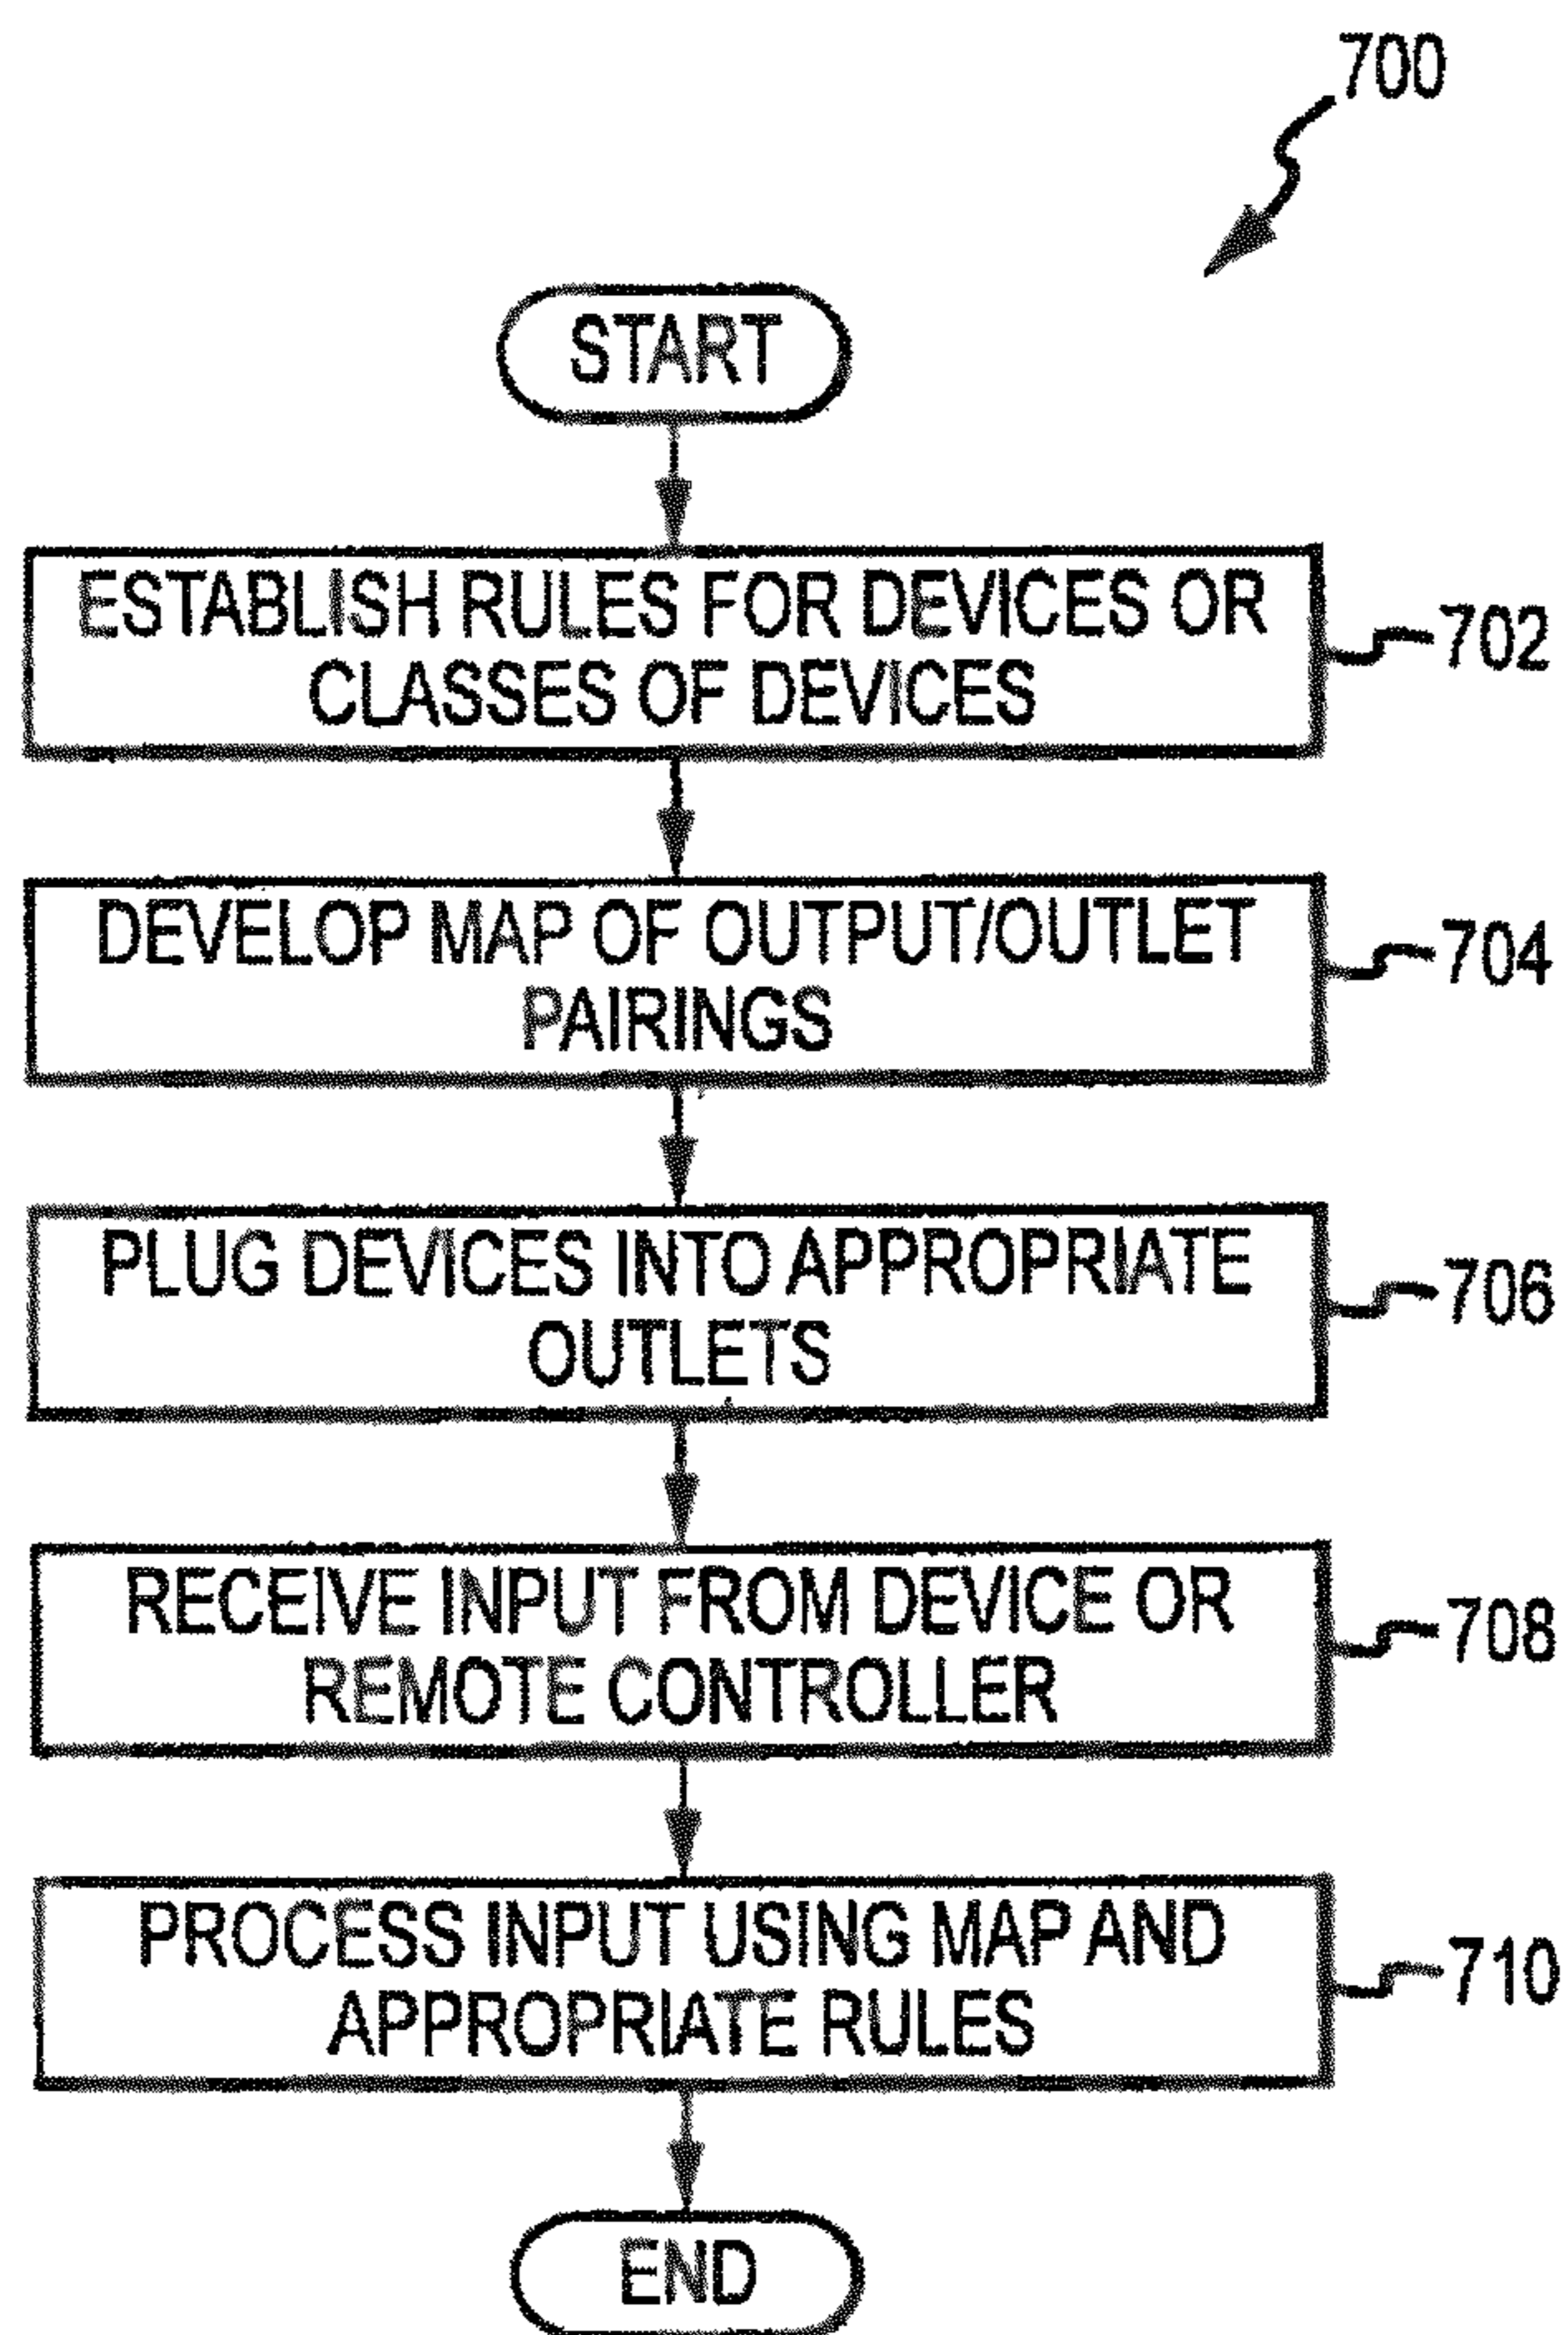 700
START
ESTABLISH RULES FOR DEVICES OR
CLASSES OF DEVICES
702
DEVELOP MAP OF OUTPUT/OUTLET
PAIRINGS
704
PLUG DEVICES INTO APPROPRIATE
OUTLETS
706
RECEIVE INPUT FROM DEVICE OR
REMOTE CONTROLLER
708
PROCESS INPUT USING MAP AND
APPROPRIATE RULES
710
END